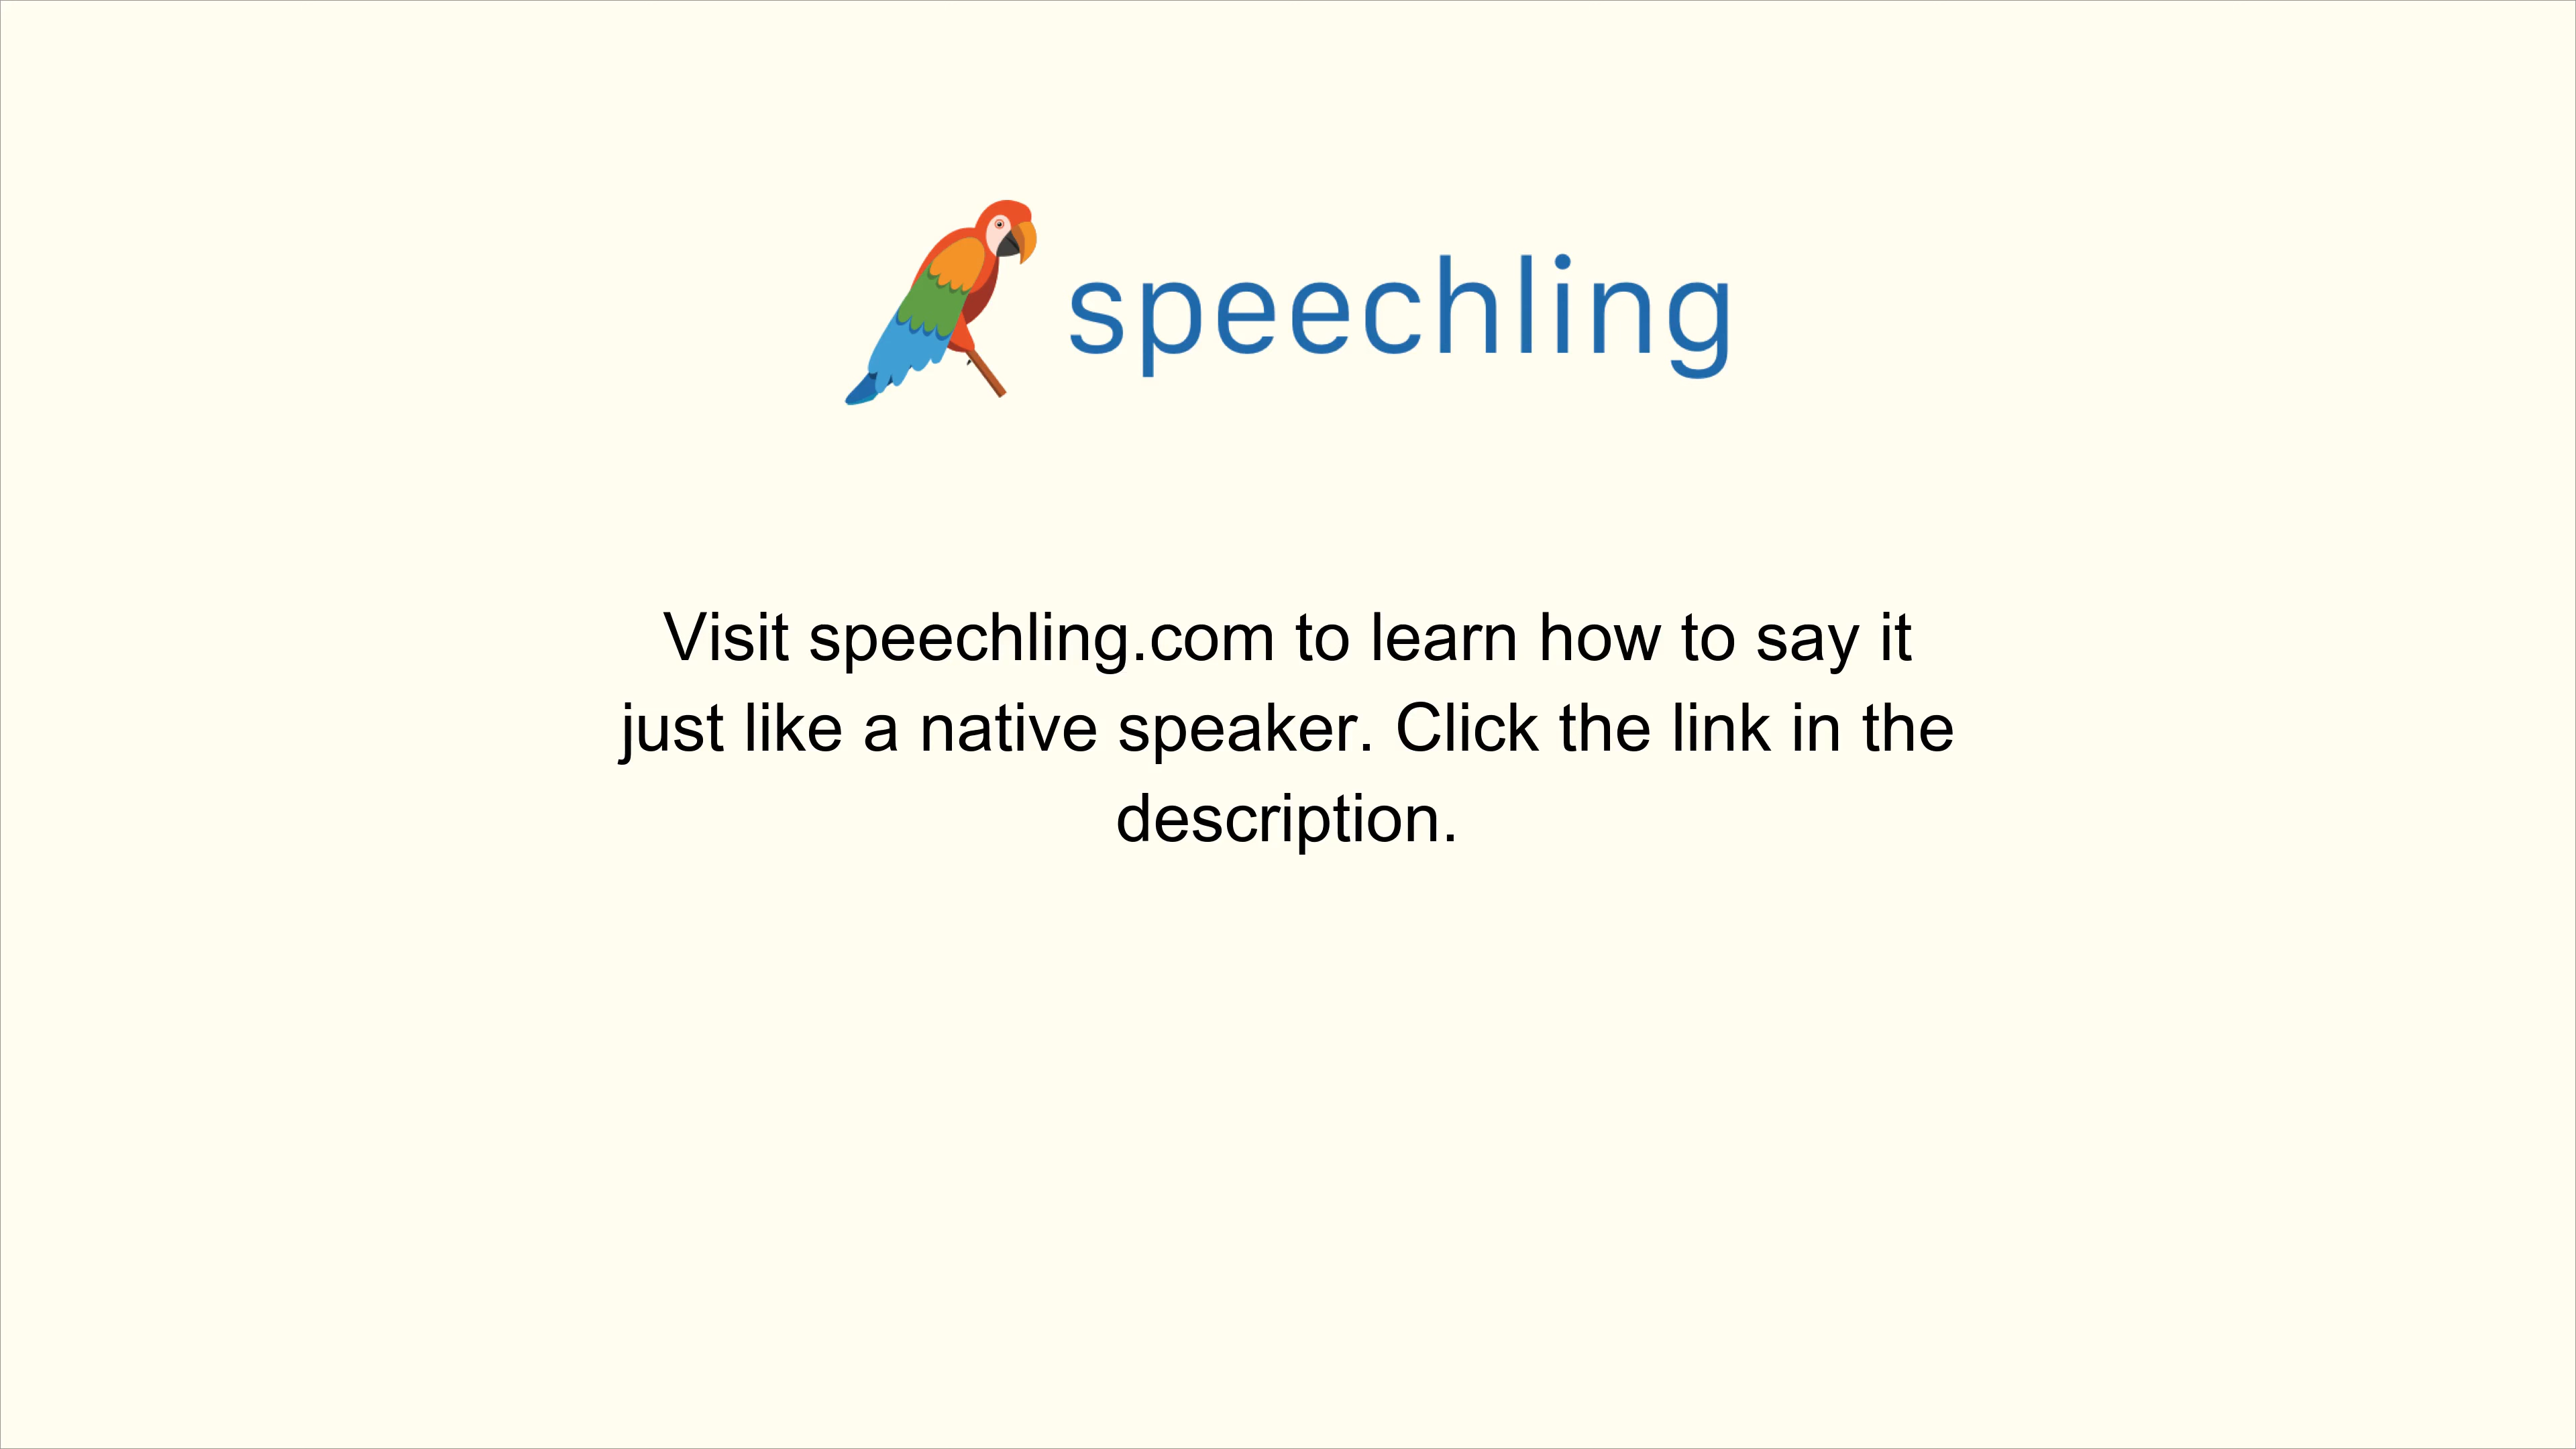 speechling
Visit speechling.com to learn how to say it
just like a native speaker. Click the link in the
description.